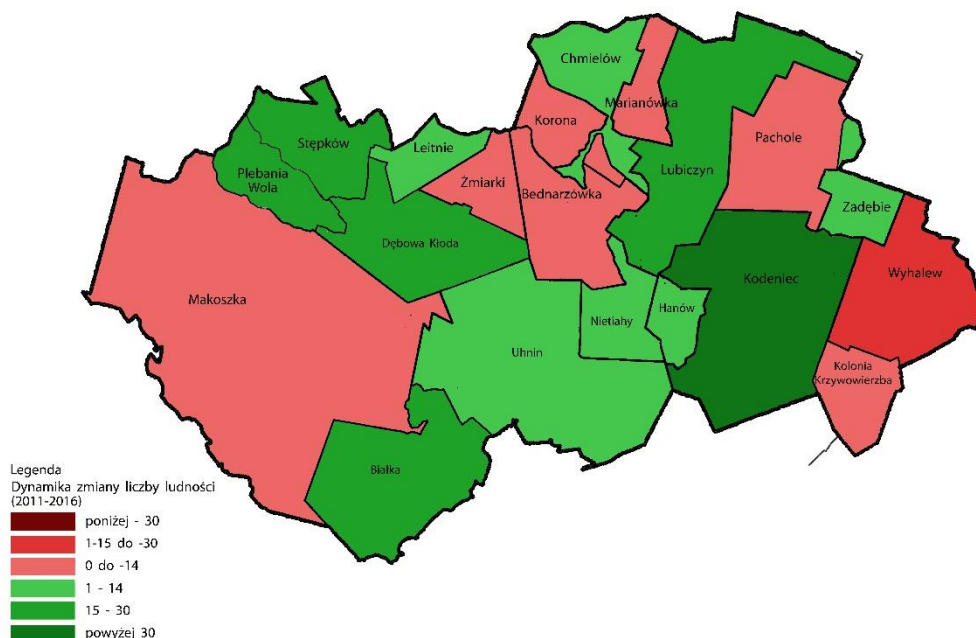 Chmielów
Marianówka
Korona
Stępków
Leitnie
Pachole
Plebania
Wola
Żmiarki
Bednarzówka
Lubiczyn
Zadębie
Dębowa Kłoda
Wyhalew
Kodeniec
Makoszka
Hanów
Nietiahy
Uhnin
Kolonia
Krzywowierzba
Białka
Legenda
Dynamika zmiany liczby ludności
(2011-2016)
poniżej - 30
1-15 do -30
0 do -14
1 - 14
15 - 30
powyżej 30